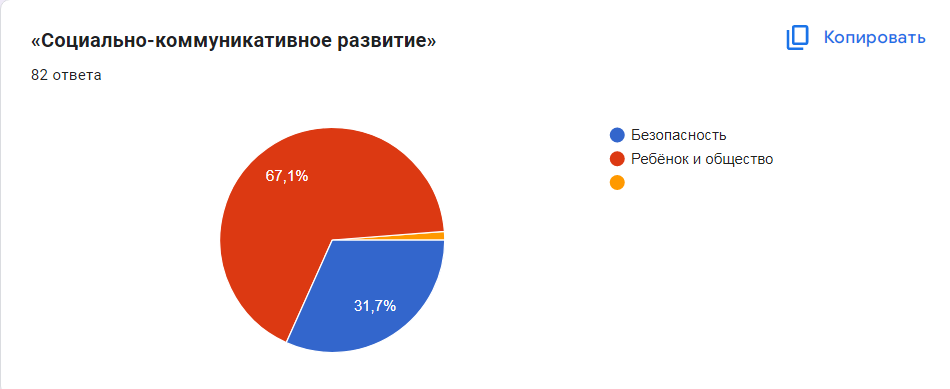 «Социально-коммуникативное развитие»
Копировать
82 ответа
Безопасность
Ребёнок и общество
67,1%
31,7%